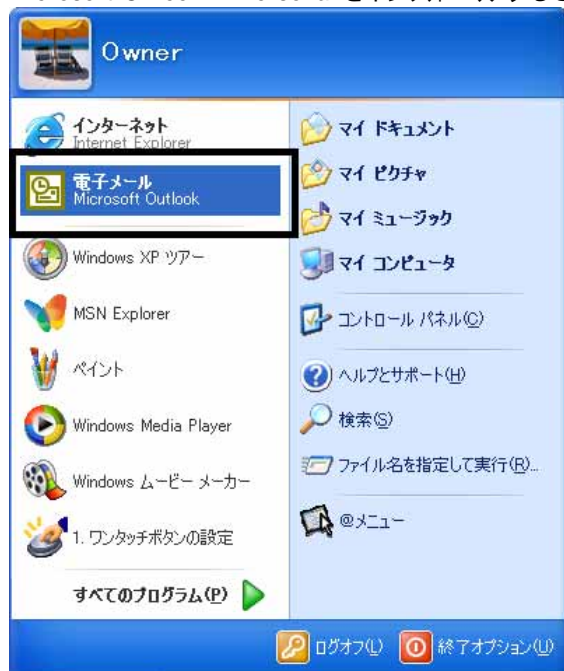 Owner
インターネット
Internet Explorer
電子メール
Microsoft Outlook
Windows XP ツアー
MSN Explorer
ペイント
Windows Media Player
Windows ムービー メーカー
1. ワンタッチボタンの設定
すべてのプログラム(P)
マイ ドキュメント
マイ ピクチャ
マイ ミュージック
マイ コンピュータ
コントロール パネル(C)
ヘルプとサポート(H)
検索(S)
ファイル名を指定して実行(R)...
@メニュー
ログオフ(L)
終了オプション(U)